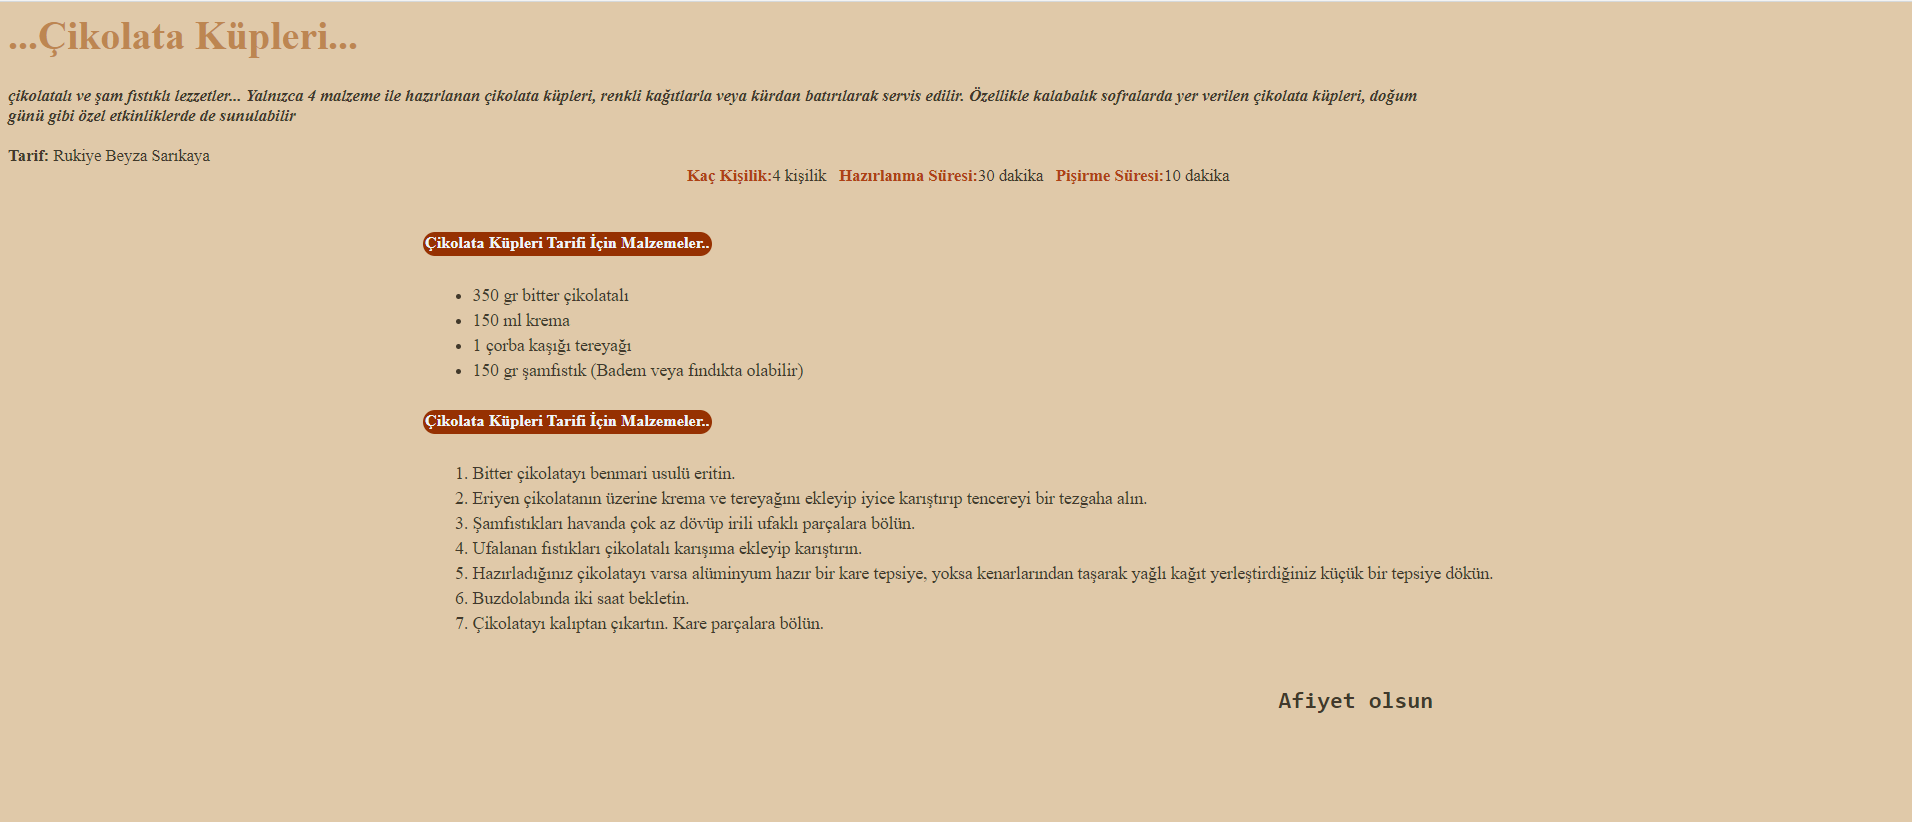 ...Çikolata Küpleri...
çikolatalı ve şam fıstıklı lezzetler... Yalnızca 4 malzeme ile hazırlanan çikolata küpleri, renkli kağıtlarla veya kürdan batırılarak servis edilir. Özellikle kalabalık sofralarda yer verilen çikolata küpleri, doğum
günü gibi özel etkinliklerde de sunulabilir
Tarif: Rukiye Beyza Sarıkaya
Kaç Kişilik:4 kişilik Hazırlanma Süresi:30 dakika Pişirme Süresi:10 dakika
Çikolata Küpleri Tarifi İçin Malzemeler..
• 350 gr bitter çikolatalı
• 150 ml krema
• 1 çorba kaşığı tereyağı
• 150 gr şamfıstık (Badem veya fındıkta olabilir)
Çikolata Küpleri Tarifi İçin Malzemeler..
1. Bitter çikolatayı benmari usulü eritin.
2. Eriyen çikolatanın üzerine krema ve tereyağını ekleyip iyice karıştırıp tencereyi bir tezgaha alın.
3. Şamfıstıkları havanda çok az dövüp irili ufaklı parçalara bölün.
4. Ufalanan fıstıkları çikolatalı karışıma ekleyip karıştırın.
5. Hazırladığınız çikolatayı varsa alüminyum hazır bir kare tepsiye, yoksa kenarlarından taşarak yağlı kağıt yerleştirdiğiniz küçük bir tepsiye dökün.
6. Buzdolabında iki saat bekletin.
7. Çikolatayı kalıptan çıkartın. Kare parçalara bölün.
Afiyet olsun